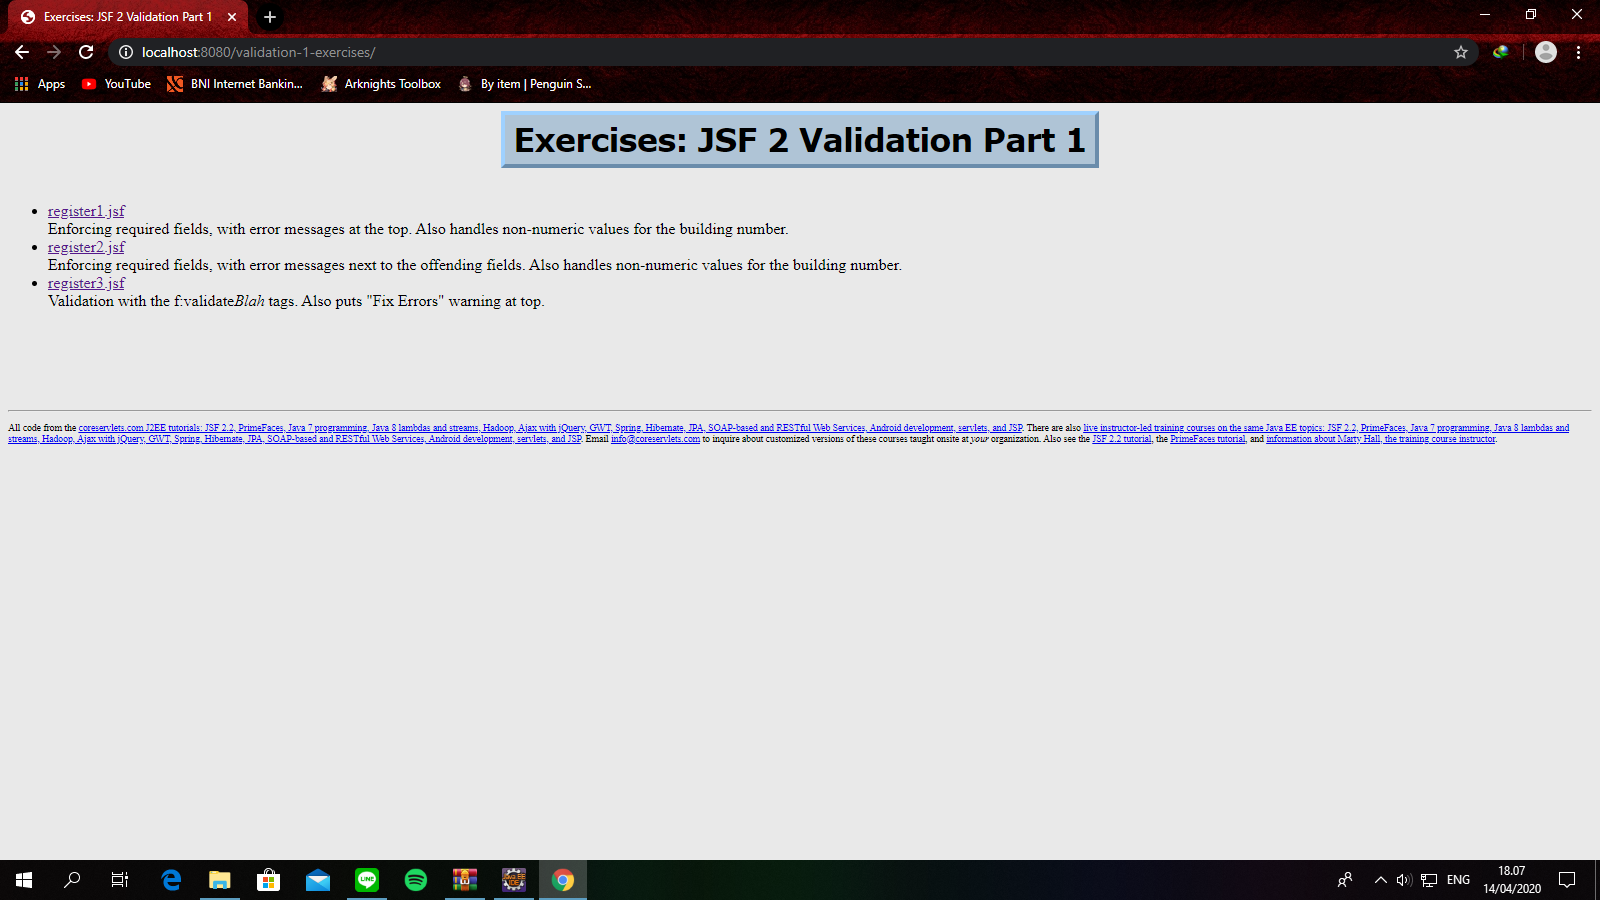 Exercises: JSF 2 Validation Part 1
localhost:8080/validation-1-exercises/
Apps YouTube BNI Internet Bankin... Arknights Toolbox By item | Penguin S...
Exercises: JSF 2 Validation Part 1
register1.jsf
Enforcing required fields, with error messages at the top. Also handles non-numeric values for the building number.
register2.jsf
Enforcing required fields, with error messages next to the offending fields. Also handles non-numeric values for the building number.
register3.jsf
Validation with the f:validateBlah tags. Also puts "Fix Errors" warning at top.
All code from the coreservlets.com J2EE tutorials: JSF 2.2, PrimeFaces, Java 7 programming, Java 8 lambdas and streams, Hadoop, Ajax with jQuery, GWT, Spring, Hibernate, JPA, SOAP-based and RESTful Web Services, Android development, servlets, and JSP. There are also live instructor-led training courses on the same Java EE topics: JSF 2.2, PrimeFaces, Java 7 programming, Java 8 lambdas and
streams, Hadoop, Ajax with jQuery, GWT, Spring, Hibernate, JPA, SOAP-based and RESTful Web Services, Android development, servlets, and JSP. Email info@coreservlets.com to inquire about customized versions of these courses taught onsite at your organization. Also see the JSF 2.2 tutorial, the PrimeFaces tutorial, and information about Marty Hall, the training course instructor.
LINE
Java EE
IDE
ENG
18.07
14/04/2020